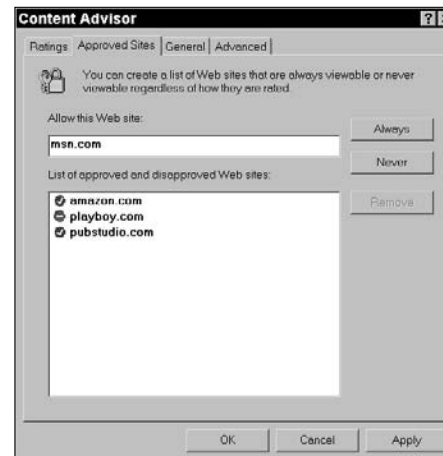 Content Advisor ?
Ratings Approved Sites General Advanced
You can create a list of Web sites that are always viewable or never
viewable regardless of how they are rated.
Allow this Web site:
msn.com
Always
Never
List of approved and disapproved Web sites:
Remove
amazon.com
playboy.com
pubstudio.com
OK Cancel Apply